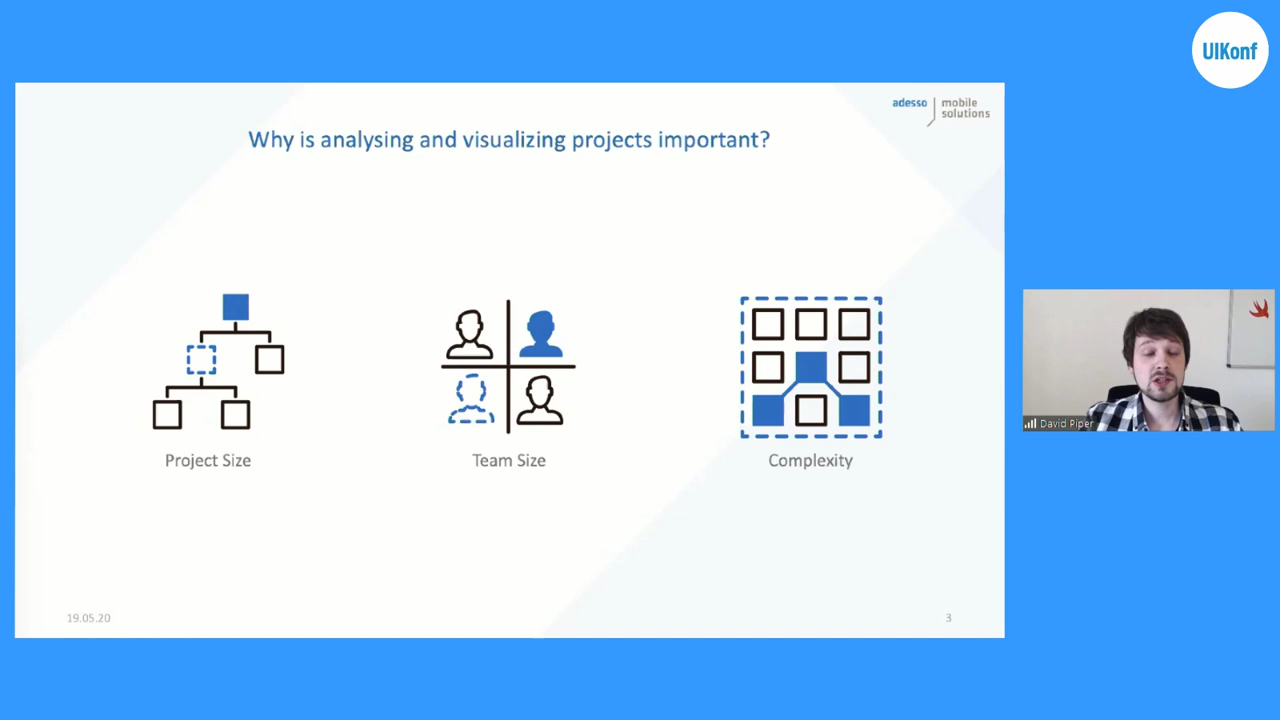 UIKonf
adesso
mobile
solutions
Why is analysing and visualizing projects important?
Project Size
Team Size
Complexity
David Piper
19.05.20
3